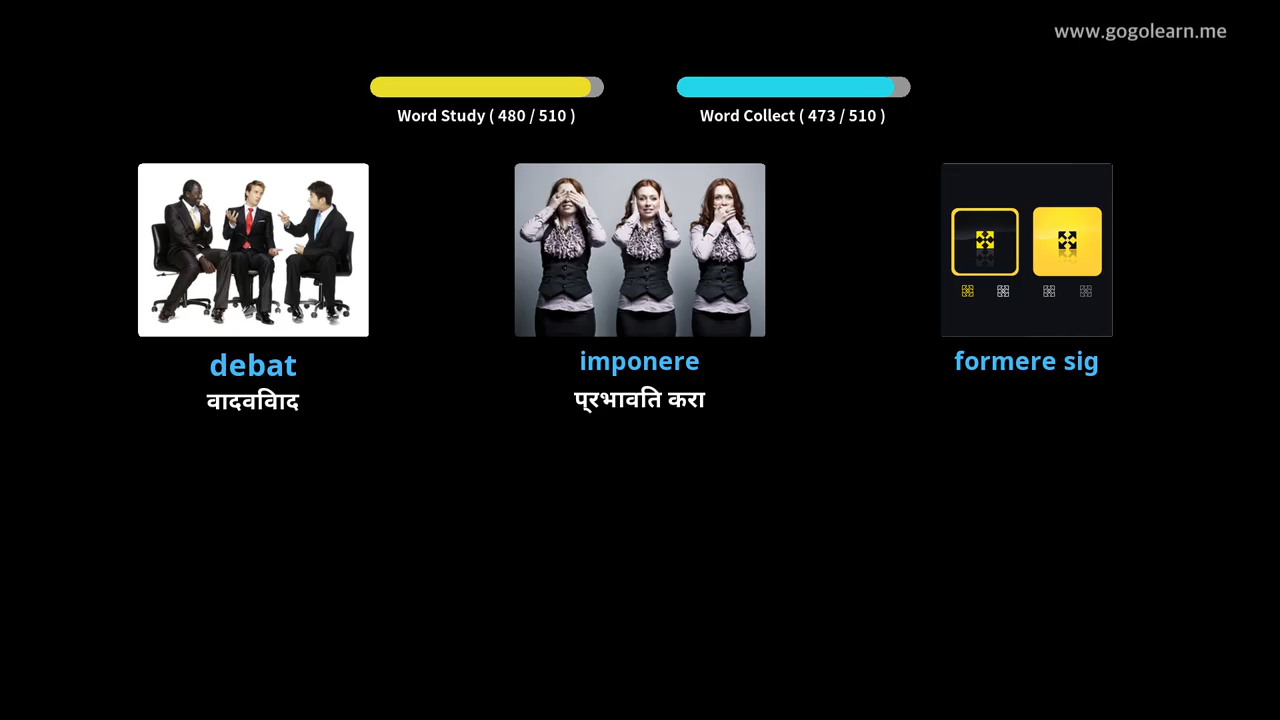 www.gogolearn.me
Word Study ( 480 / 510 )
Word Collect ( 473 / 510 )
debat
imponere
formere sig
वादविवाद
प्रभावित करा